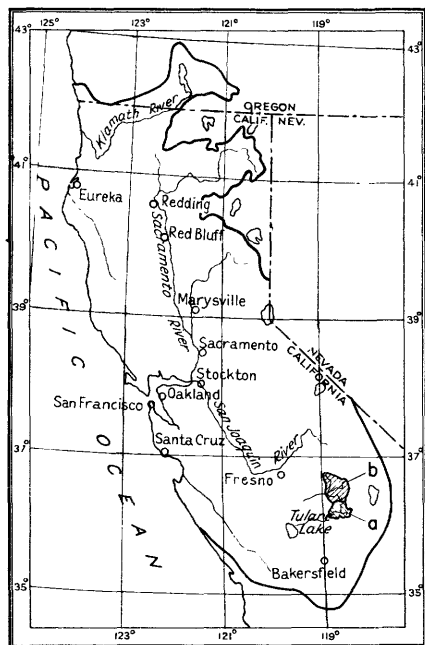 125° 123° 121° 119°
43° 43°
Klamath River
OREGON
CALIF. NEV.
41° 41°
Eureka
Redding
Red Bluff
Sacramento River
Marysville
39° 39°
PACIFIC OCEAN
NEVADA
CALIFORNIA
Sacramento
Stockton
Oakland
San Francisco
San Joaquin River
Santa Cruz
37° 37°
Fresno
b
Tulare Lake
a
Bakersfield
35° 35°
123° 121° 119°